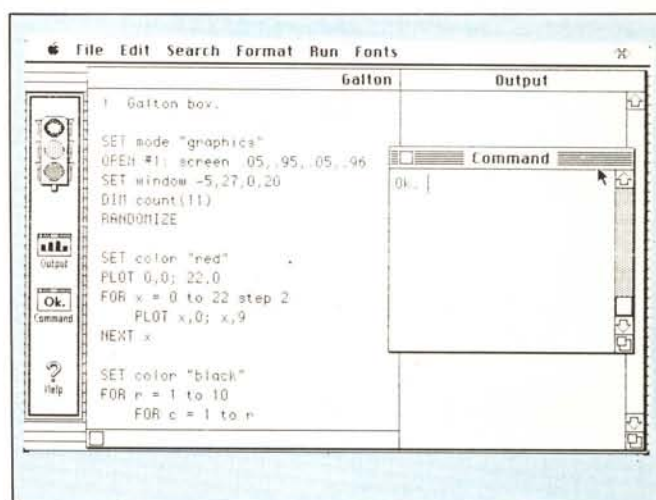 File Edit Search Format Run Fonts
Galton
Output
! Galton box.
SET mode "graphics"
OPEN #1: screen .05,.95,.05,.96
SET window -5,27,0,20
DIM count(11)
RANDOMIZE
SET color "red"
PLOT 0,0; 22,0
FOR x = 0 to 22 step 2
PLOT x,0; x,9
NEXT x
SET color "black"
FOR r = 1 to 10
FOR c = 1 to r
Output
Ok.
Command
Help
Command
Ok.